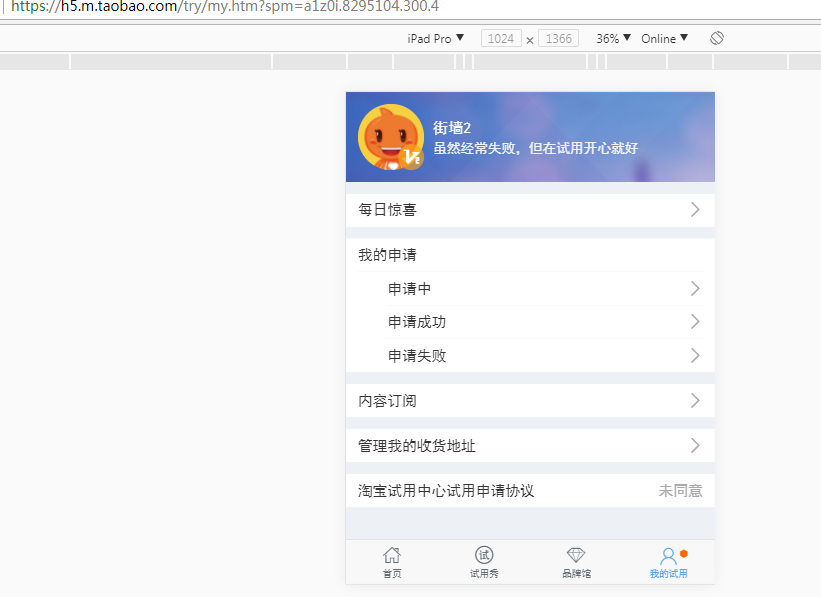 https://h5.m.taobao.com/try/my.htm?spm=a1z0i.8295104.300.4
iPad Pro ▼ 1024 × 1366 36% ▼ Online ▼
街墙2
虽然经常失败，但在试用开心就好
V2
每日惊喜
我的申请
申请中
申请成功
申请失败
内容订阅
管理我的收货地址
淘宝试用中心试用申请协议 未同意
试
首页 试用秀 品牌馆 我的试用